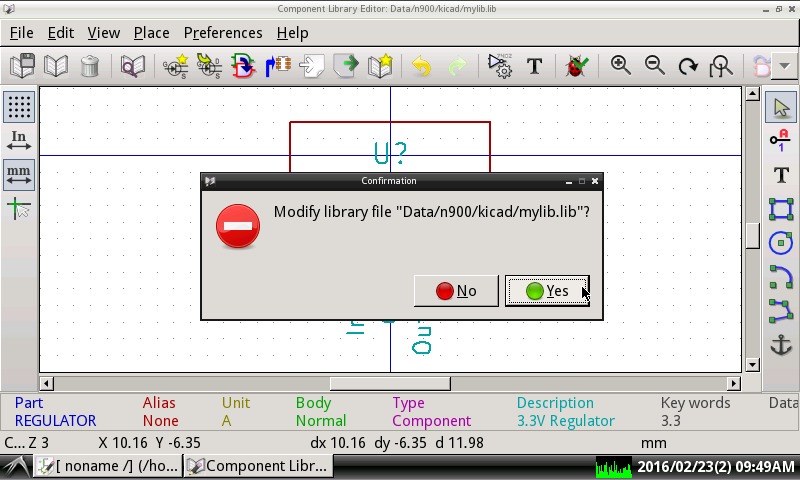 Component Library Editor: Data/n900/kicad/mylib.lib
File Edit View Place Preferences Help
In
mm
U?
Confirmation
Modify library file "Data/n900/kicad/mylib.lib"?
No Yes
In
Out
Part Alias Unit Body Type Description Key words Data
REGULATOR None A Normal Component 3.3V Regulator 3.3
C... Z 3 X 10.16 Y -6.35 dx 10.16 dy -6.35 d 11.98 mm
[ noname /] (/ho... Component Libr... 2016/02/23(2) 09:49AM